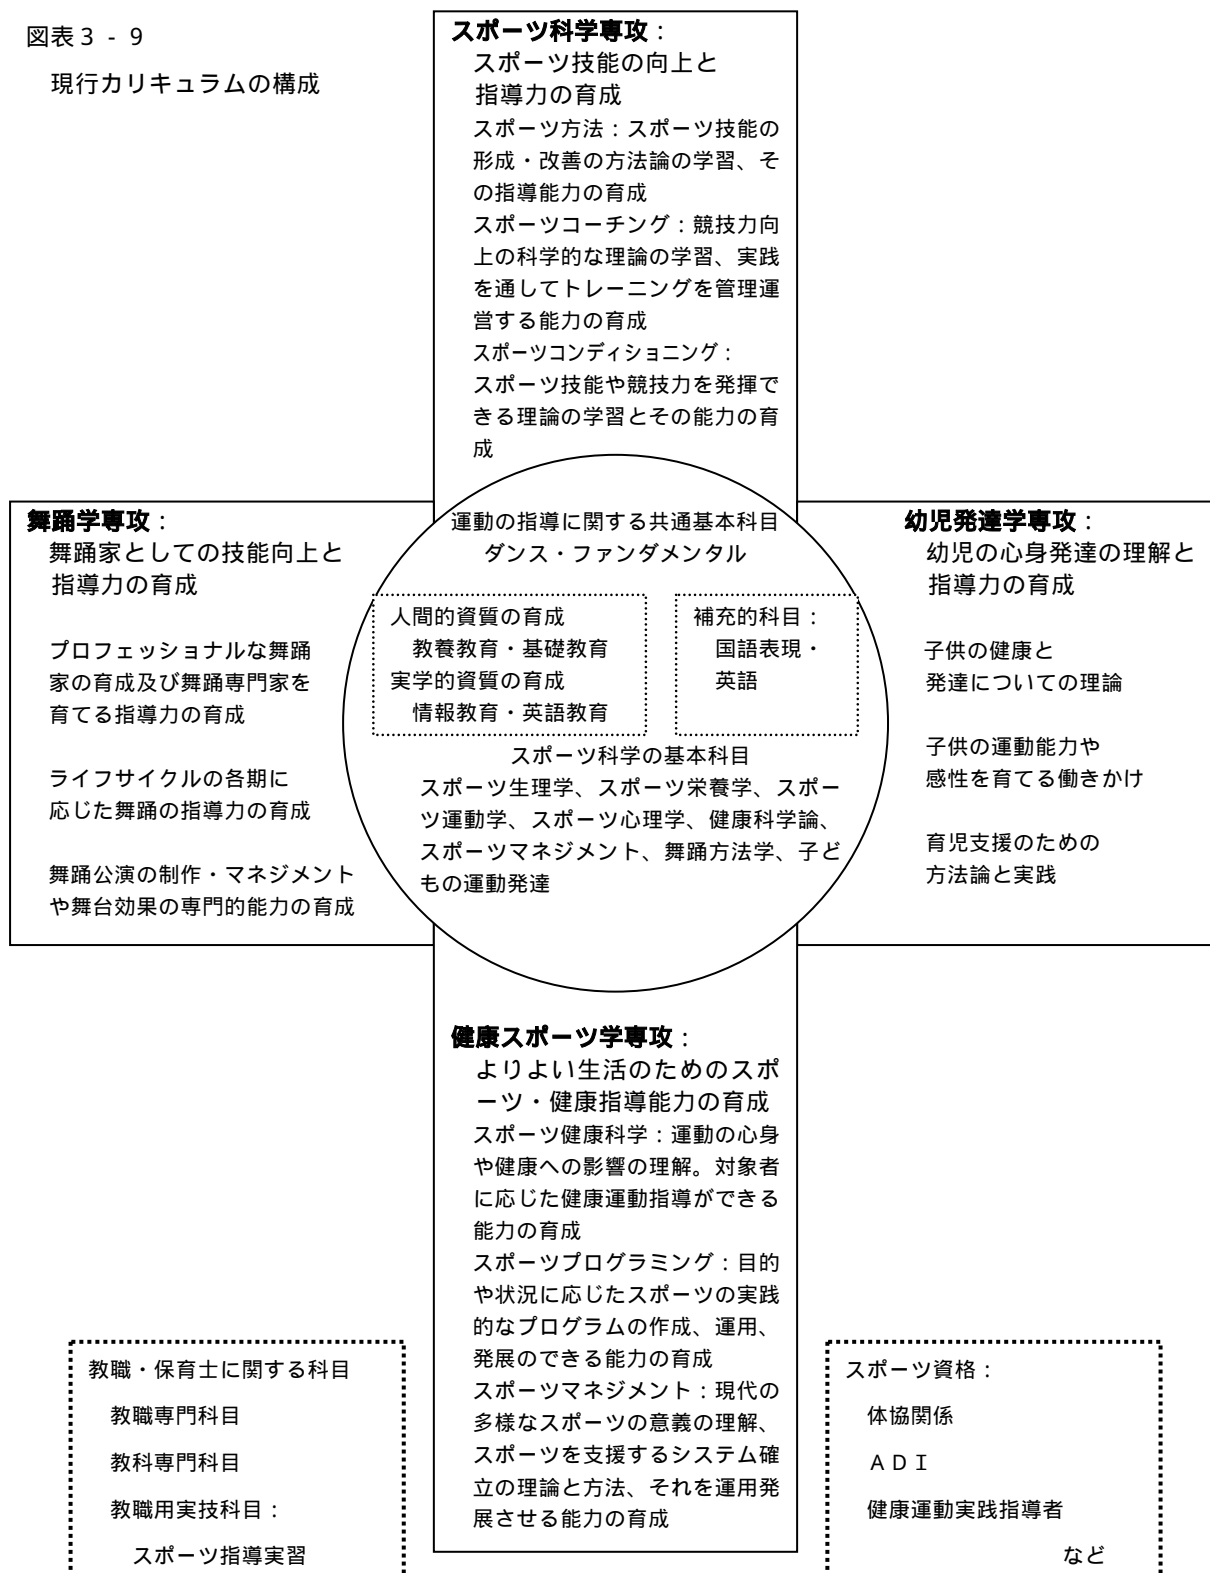 図表３‐９
現行カリキュラムの構成
スポーツ科学専攻：
スポーツ技能の向上と
指導力の育成
スポーツ方法：スポーツ技能の
形成・改善の方法論の学習、そ
の指導能力の育成
スポーツコーチング：競技力向
上の科学的な理論の学習、実践
を通してトレーニングを管理運
営する能力の育成
スポーツコンディショニング：
スポーツ技能や競技力を発揮で
きる理論の学習とその能力の育
成
舞踊学専攻：
舞踊家としての技能向上と
指導力の育成
プロフェッショナルな舞踊
家の育成及び舞踊専門家を
育てる指導力の育成
ライフサイクルの各期に
応じた舞踊の指導力の育成
舞踊公演の制作・マネジメント
や舞台効果の専門的能力の育成
運動の指導に関する共通基本科目
ダンス・ファンダメンタル
人間的資質の育成
教養教育・基礎教育
実学的資質の育成
情報教育・英語教育
補充的科目：
国語表現・
英語
スポーツ科学の基本科目
スポーツ生理学、スポーツ栄養学、スポー
ツ運動学、スポーツ心理学、健康科学論、
スポーツマネジメント、舞踊方法学、子ど
もの運動発達
幼児発達学専攻：
幼児の心身発達の理解と
指導力の育成
子供の健康と
発達についての理論
子供の運動能力や
感性を育てる働きかけ
育児支援のための
方法論と実践
健康スポーツ学専攻：
よりよい生活のためのスポ
ーツ・健康指導能力の育成
スポーツ健康科学：運動の心身
や健康への影響の理解。対象者
に応じた健康運動指導ができる
能力の育成
スポーツプログラミング：目的
や状況に応じたスポーツの実践
的なプログラムの作成、運用、
発展のできる能力の育成
スポーツマネジメント：現代の
多様なスポーツの意義の理解、
スポーツを支援するシステム確
立の理論と方法、それを運用発
展させる能力の育成
教職・保育士に関する科目
教職専門科目
教科専門科目
教職用実技科目：
スポーツ指導実習
スポーツ資格：
体協関係
ＡＤＩ
健康運動実践指導者
など